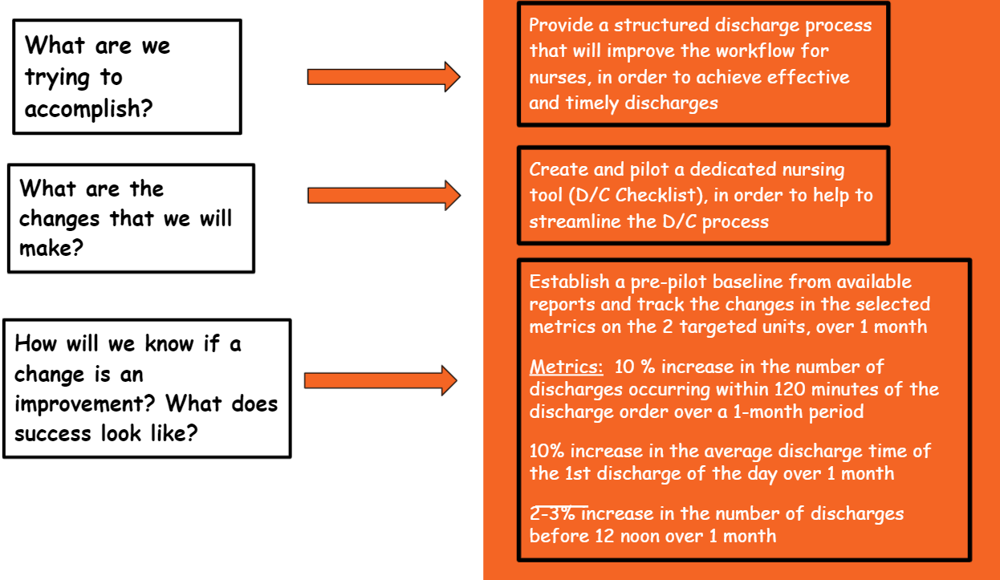 What are we
trying to
accomplish?
Provide a structured discharge process
that will improve the workflow for
nurses, in order to achieve effective
and timely discharges
What are the
changes that we will
make?
Create and pilot a dedicated nursing
tool (D/C Checklist), in order to help to
streamline the D/C process
How will we know if a
change is an
improvement? What does
success look like?
Establish a pre-pilot baseline from available
reports and track the changes in the selected
metrics on the 2 targeted units, over 1 month
Metrics:  10 % increase in the number of
discharges occurring within 120 minutes of the
discharge order over a 1-month period
10% increase in the average discharge time of
the 1st discharge of the day over 1 month
2-3% increase in the number of discharges
before 12 noon over 1 month